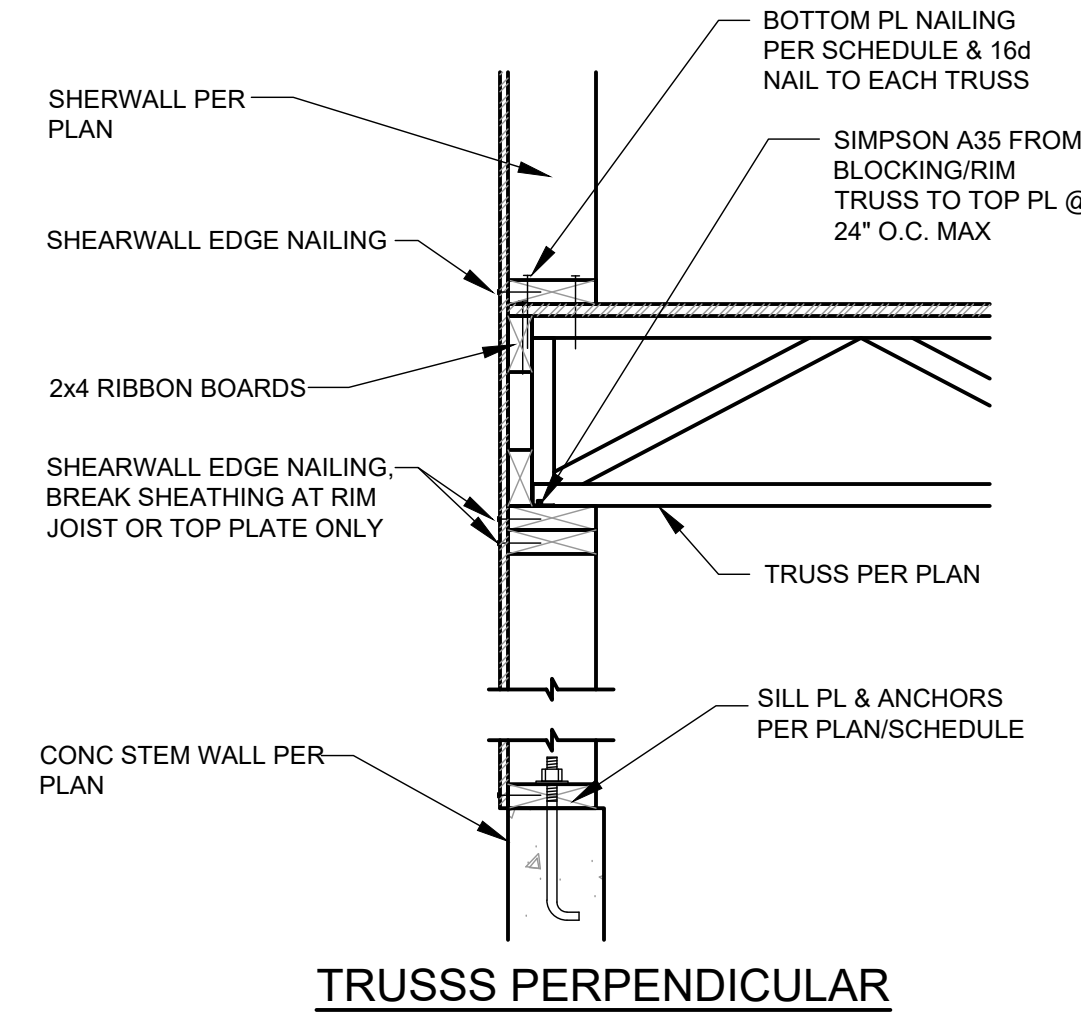 BOTTOM PL NAILING
PER SCHEDULE & 16d
NAIL TO EACH TRUSS
SHERWALL PER
PLAN
SIMPSON A35 FROM
BLOCKING/RIM
TRUSS TO TOP PL @
24" O.C. MAX
SHEARWALL EDGE NAILING
2x4 RIBBON BOARDS
SHEARWALL EDGE NAILING,
BREAK SHEATHING AT RIM
JOIST OR TOP PLATE ONLY
TRUSS PER PLAN
SILL PL & ANCHORS
PER PLAN/SCHEDULE
CONC STEM WALL PER
PLAN
TRUSSS PERPENDICULAR